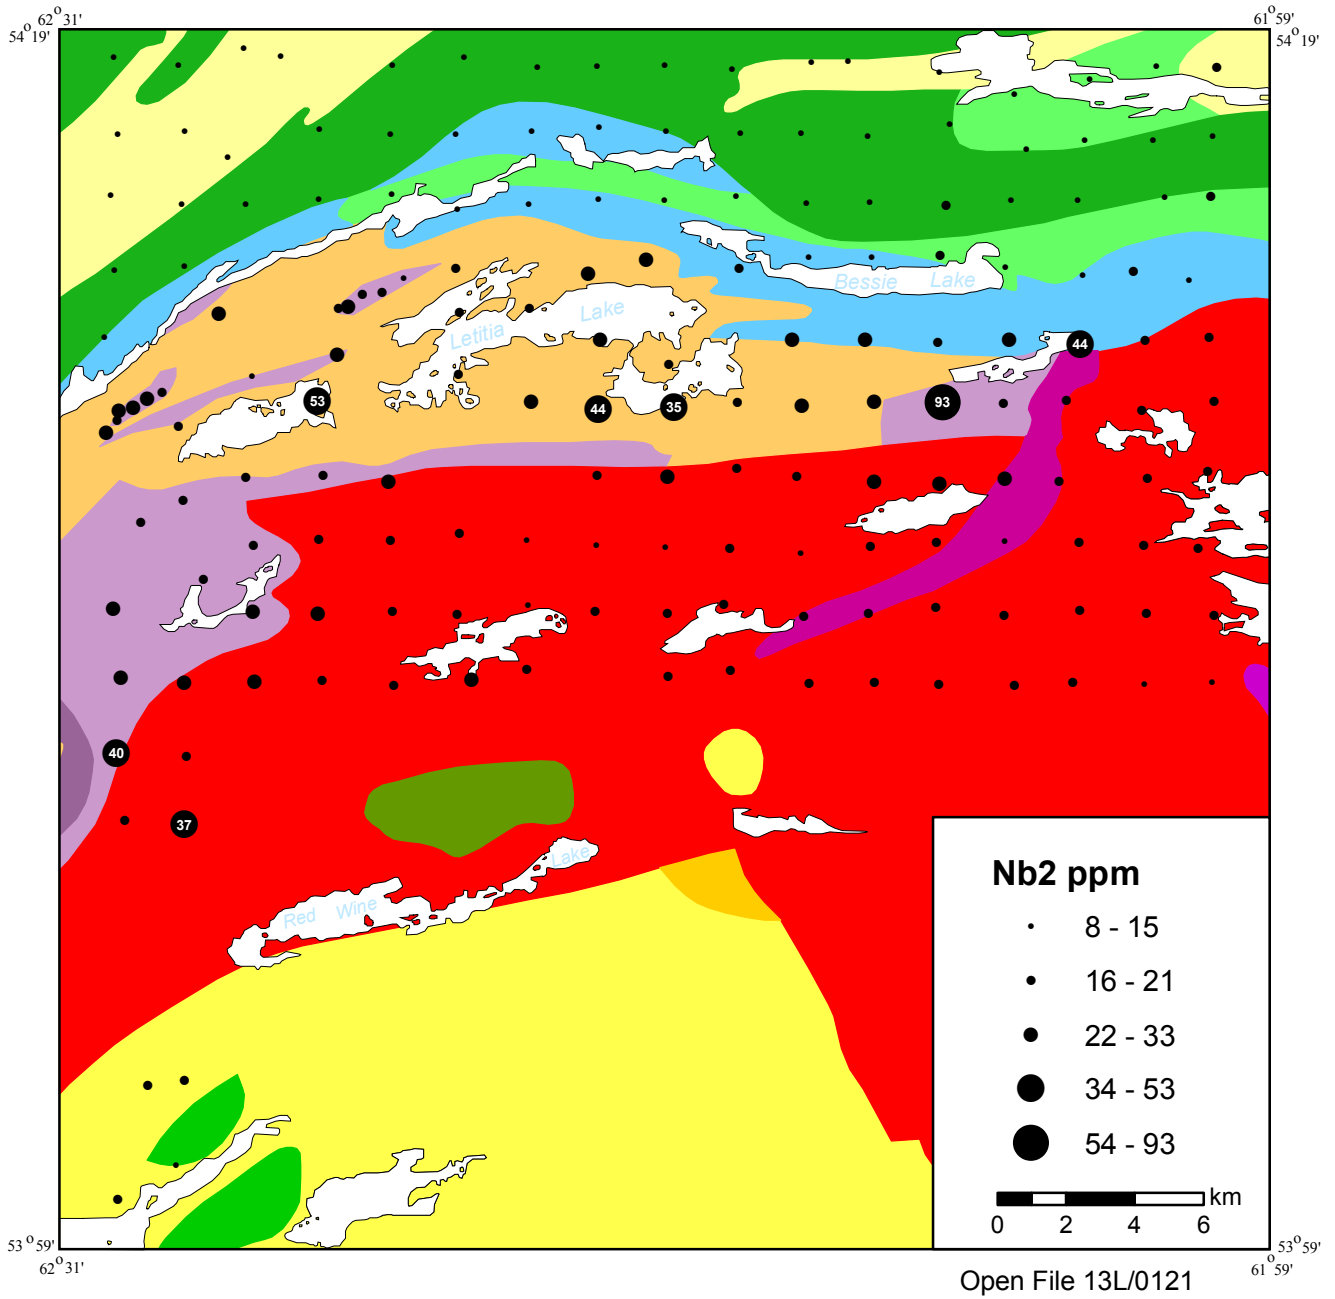 62°31'
61°59'
54°19'
54°19'
Bessie Lake
Lake
Letitia
44
53
44
35
93
40
37
Lake
Red Wine
Nb2 ppm
8 - 15
16 - 21
22 - 33
34 - 53
54 - 93
km
0 2 4 6
53°59'
53°59'
62°31'
61°59'
Open File 13L/0121